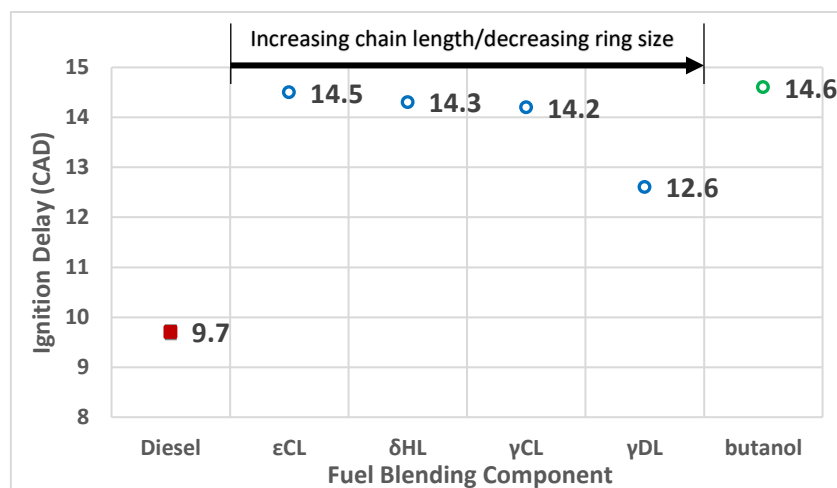 Increasing chain length/decreasing ring size
15
14
13
12
11
10
9
8
Ignition Delay (CAD)
9.7
14.5
14.3
14.2
12.6
14.6
Diesel
εCL
δHL
γCL
γDL
butanol
Fuel Blending Component